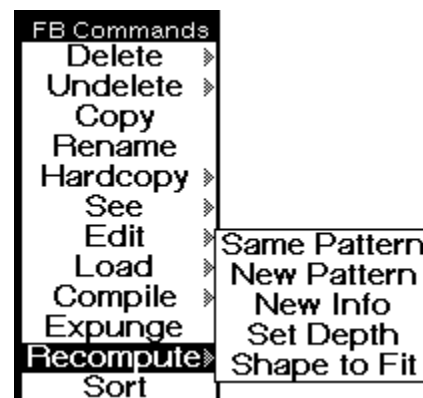 FB Commands
Delete
Undelete
Copy
Rename
Hardcopy
See
Edit
Load
Compile
Expunge
Recompute
Sort
Same Pattern
New Pattern
New Info
Set Depth
Shape to Fit